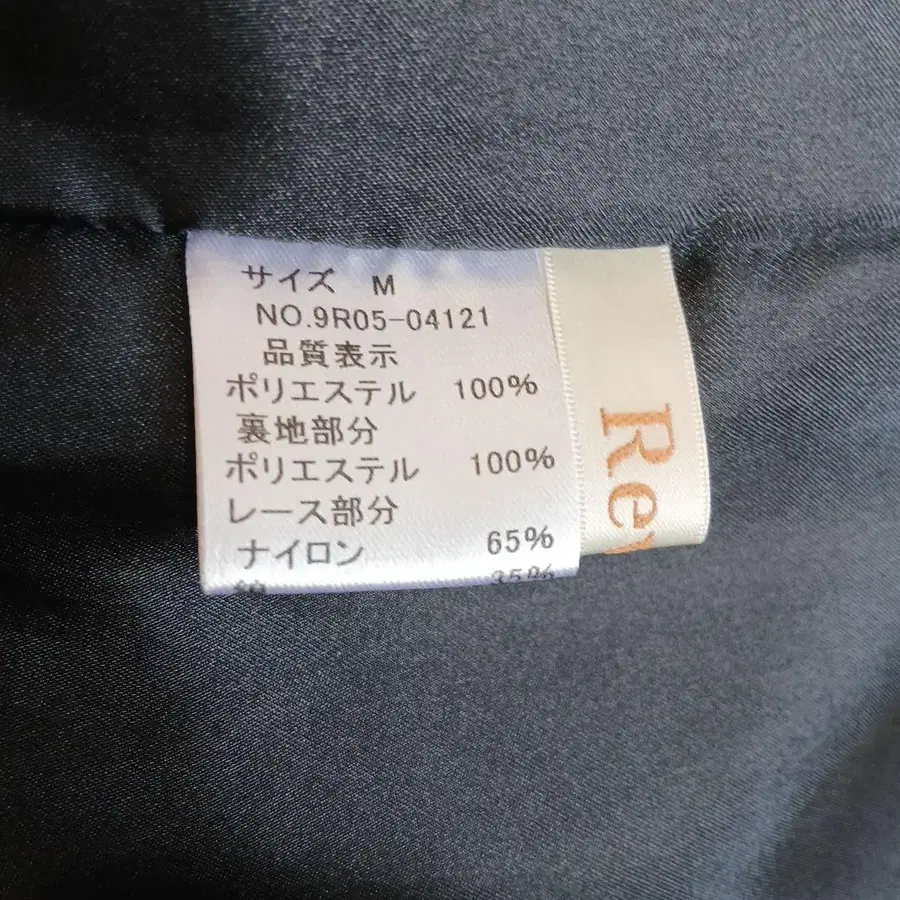 サイズ M
NO.9R05-04121
品質表示
ポリエステル 100%
裏地部分
ポリエステル 100%
レース部分
ナイロン 65%
綿 35%
Re